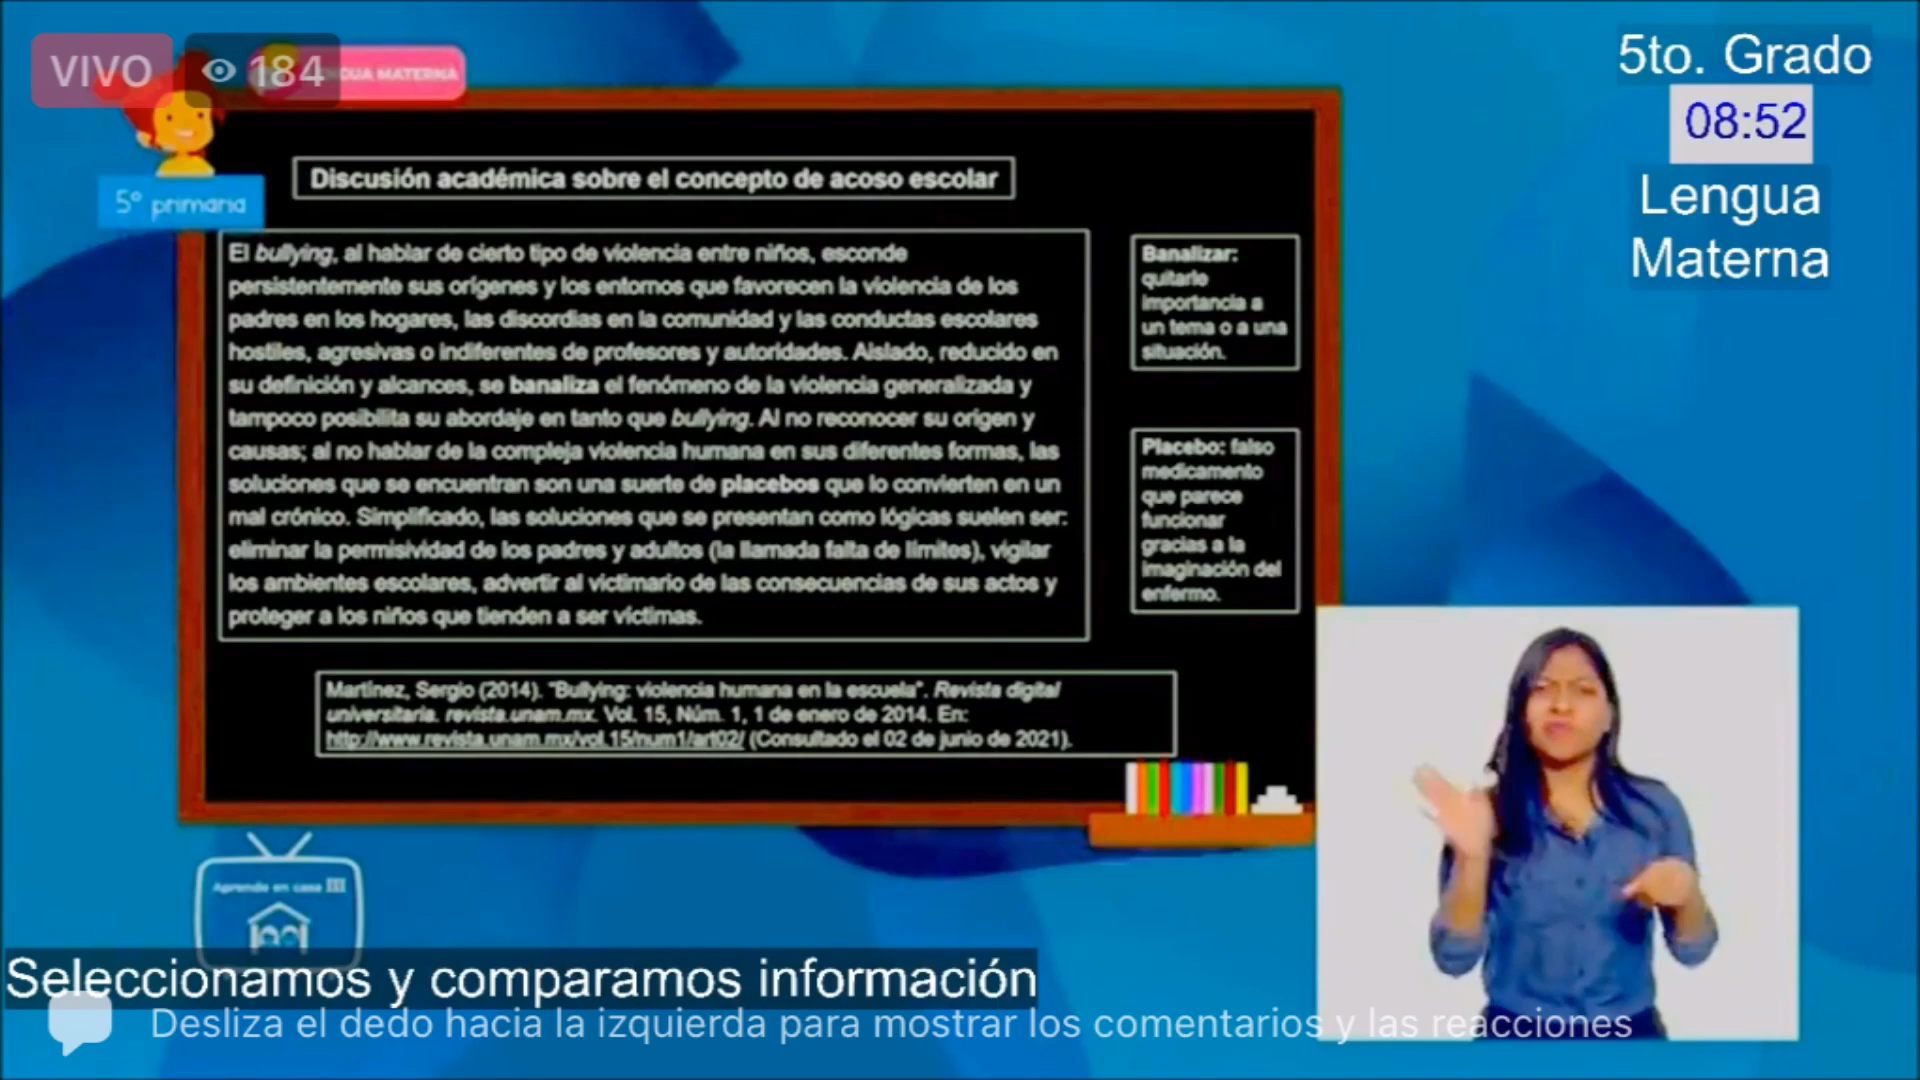 VIVO
184
GUA MATERNA
5to. Grado
08:52
Lengua
Materna
5° primaria
Discusión académica sobre el concepto de acoso escolar
El bullying, al hablar de cierto tipo de violencia entre niños, esconde
persistentemente sus orígenes y los entornos que favorecen la violencia de los
padres en los hogares, las discordias en la comunidad y las conductas escolares
hostiles, agresivas o indiferentes de profesores y autoridades. Aislado, reducido en
su definición y alcances, se banaliza el fenómeno de la violencia generalizada y
tampoco posibilita su abordaje en tanto que bullying. Al no reconocer su origen y
causas; al no hablar de la compleja violencia humana en sus diferentes formas, las
soluciones que se encuentran son una suerte de placebos que lo convierten en un
mal crónico. Simplificado, las soluciones que se presentan como lógicas suelen ser:
eliminar la permisividad de los padres y adultos (la llamada falta de límites), vigilar
los ambientes escolares, advertir al victimario de las consecuencias de sus actos y
proteger a los niños que tienden a ser víctimas.
Banalizar:
quitarle
importancia a
un tema o a una
situación.
Placebo: falso
medicamento
que parece
funcionar
gracias a la
imaginación del
enfermo.
Martínez, Sergio (2014). "Bullying: violencia humana en la escuela". Revista digital
universitaria. revista.unam.mx. Vol. 15, Núm. 1, 1 de enero de 2014. En:
http://www.revista.unam.mx/vol.15/num1/art02/ (Consultado el 02 de junio de 2021).
Aprende en casa III
Seleccionamos y comparamos información
Desliza el dedo hacia la izquierda para mostrar los comentarios y las reacciones